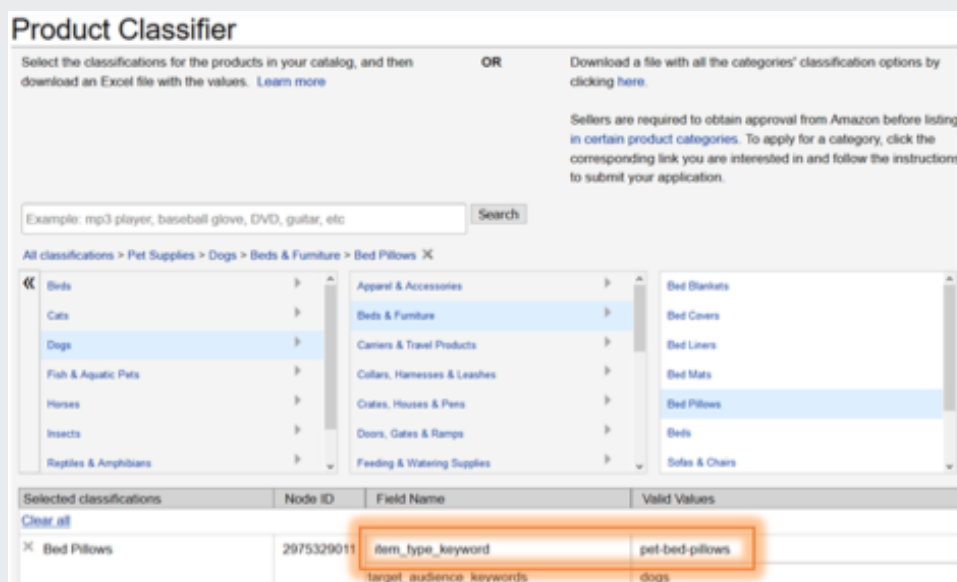 Product Classifier
Select the classifications for the products in your catalog, and then
download an Excel file with the values. Learn more
OR
Download a file with all the categories' classification options by
clicking here.
Sellers are required to obtain approval from Amazon before listing
in certain product categories. To apply for a category, click the
corresponding link you are interested in and follow the instructions
to submit your application.
Example: mp3 player, baseball glove, DVD, guitar, etc
Search
All classifications > Pet Supplies > Dogs > Beds & Furniture > Bed Pillows X
«
Birds
Cats
Dogs
Fish & Aquatic Pets
Horses
Insects
Reptiles & Amphibians
Apparel & Accessories
Beds & Furniture
Carriers & Travel Products
Collars, Harnesses & Leashes
Crates, Houses & Pens
Doors, Gates & Ramps
Feeding & Watering Supplies
Bed Blankets
Bed Covers
Bed Liners
Bed Mats
Bed Pillows
Beds
Sofas & Chairs
Selected classifications Node ID Field Name Valid Values
Clear all
X Bed Pillows 2975329011 item_type_keyword pet-bed-pillows
target_audience_keywords dogs